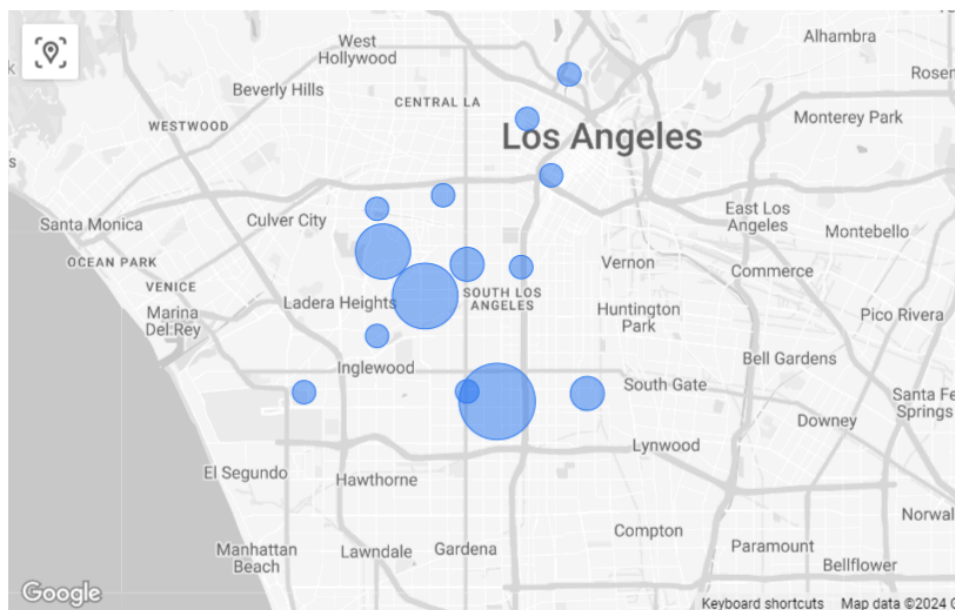 West
Hollywood
Alhambra
Beverly Hills
CENTRAL LA
Monterey Park
WESTWOOD
Los Angeles
Santa Monica
Culver City
East Los
Angeles
Montebello
OCEAN PARK
Vernon
Commerce
VENICE
Ladera Heights
SOUTH LOS
ANGELES
Marina
Del Rey
Huntington
Park
Pico Rivera
Inglewood
Bell Gardens
South Gate
Santa Fe
Springs
Downey
Lynwood
El Segundo
Hawthorne
Norwal
Compton
Manhattan
Beach
Lawndale
Gardena
Paramount
Bellflower
Google
Keyboard shortcuts
Map data ©2024